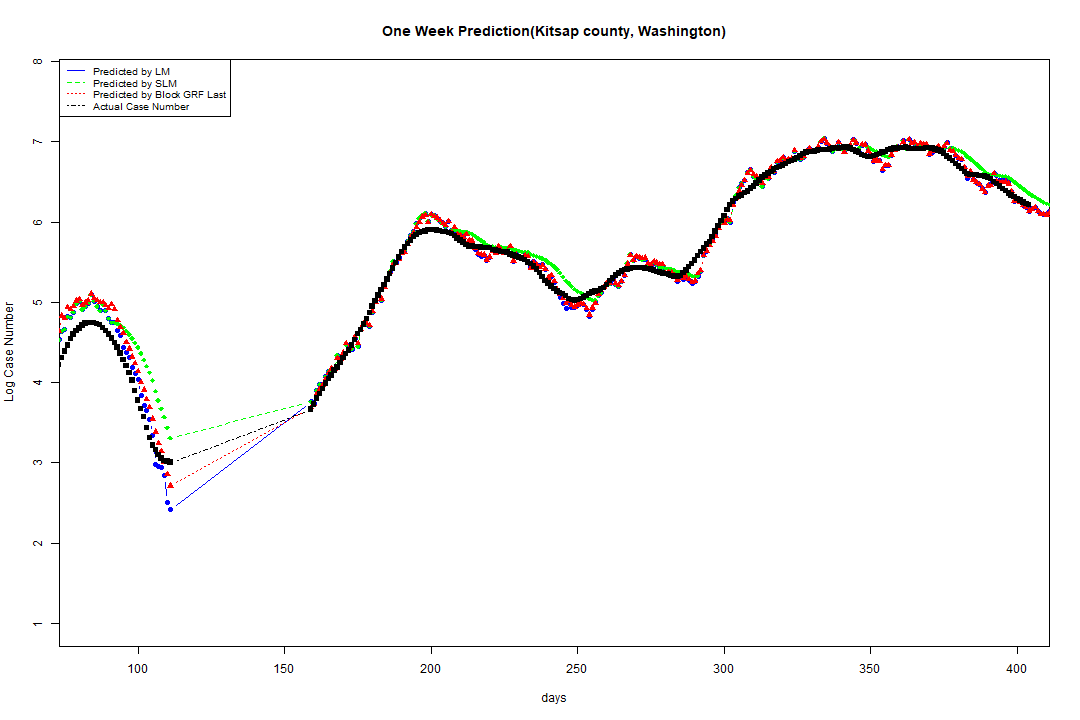 One Week Prediction(Kitsap county, Washington)
Predicted by LM
Predicted by SLM
Predicted by Block GRF Last
Actual Case Number
8
7
6
5
4
3
2
1
Log Case Number
100 150 200 250 300 350 400
days